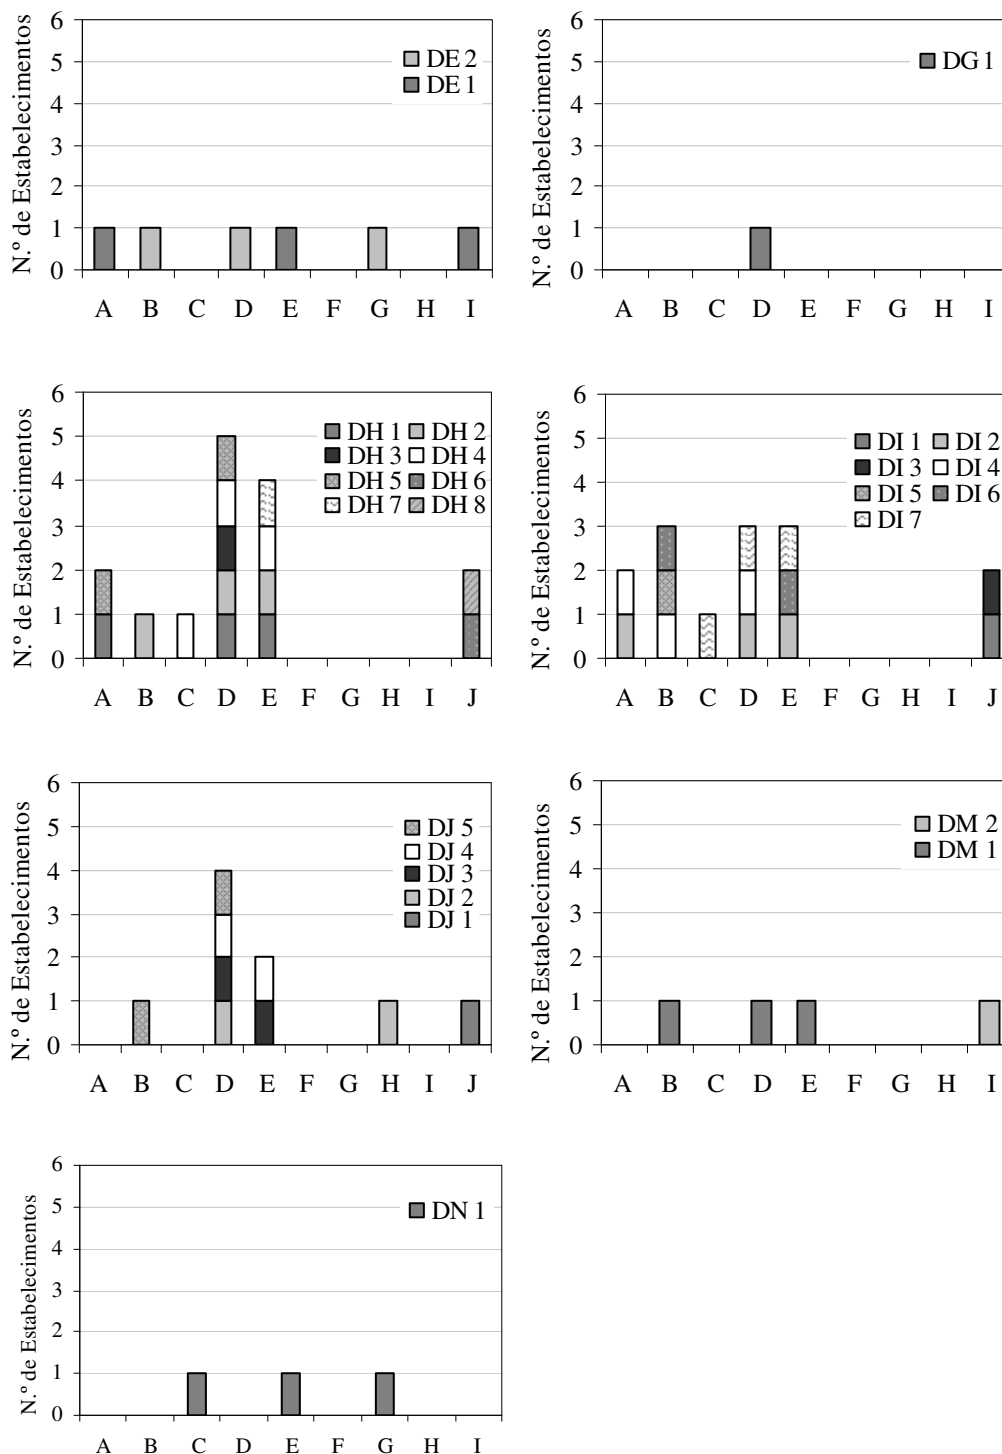 N.º de Estabelecimentos
6
5
4
3
2
1
0
DE 2
DE 1
A B C D E F G H I
N.º de Estabelecimentos
6
5
4
3
2
1
0
DG 1
A B C D E F G H I
N.º de Estabelecimentos
6
5
4
3
2
1
0
DH 1 DH 2
DH 3 DH 4
DH 5 DH 6
DH 7 DH 8
A B C D E F G H I J
N.º de Estabelecimentos
6
5
4
3
2
1
0
DI 1 DI 2
DI 3 DI 4
DI 5 DI 6
DI 7
A B C D E F G H I J
N.º de Estabelecimentos
6
5
4
3
2
1
0
DJ 5
DJ 4
DJ 3
DJ 2
DJ 1
A B C D E F G H I J
N.º de Estabelecimentos
6
5
4
3
2
1
0
DM 2
DM 1
A B C D E F G H I
N.º de Estabelecimentos
6
5
4
3
2
1
0
DN 1
A B C D E F G H I